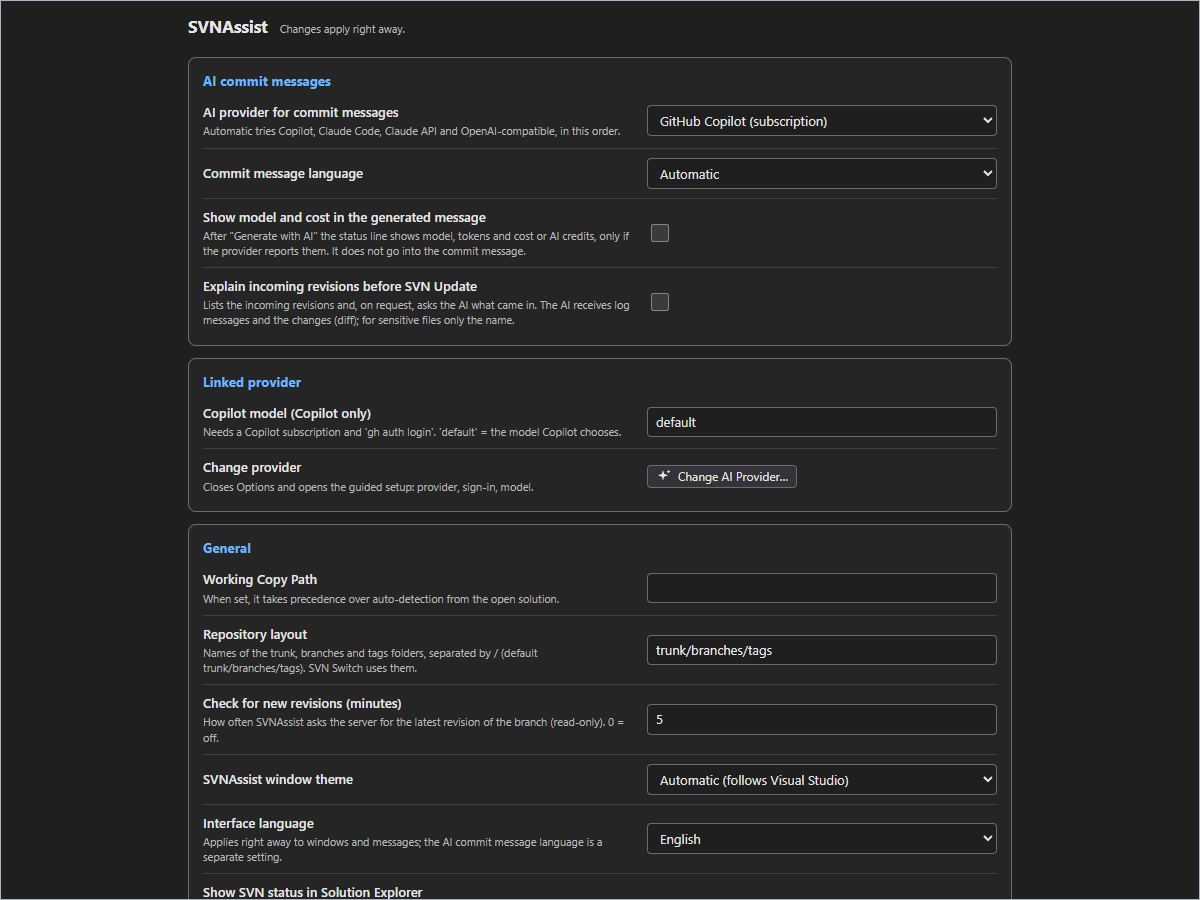 SVNAssist Changes apply right away.
AI commit messages
AI provider for commit messages
Automatic tries Copilot, Claude Code, Claude API and OpenAI-compatible, in this order.
GitHub Copilot (subscription)
Commit message language
Automatic
Show model and cost in the generated message
After "Generate with AI" the status line shows model, tokens and cost or AI credits, only if
the provider reports them. It does not go into the commit message.
Explain incoming revisions before SVN Update
Lists the incoming revisions and, on request, asks the AI what came in. The AI receives log
messages and the changes (diff); for sensitive files only the name.
Linked provider
Copilot model (Copilot only)
Needs a Copilot subscription and 'gh auth login'. 'default' = the model Copilot chooses.
default
Change provider
Closes Options and opens the guided setup: provider, sign-in, model.
Change AI Provider...
General
Working Copy Path
When set, it takes precedence over auto-detection from the open solution.
Repository layout
Names of the trunk, branches and tags folders, separated by / (default
trunk/branches/tags). SVN Switch uses them.
trunk/branches/tags
Check for new revisions (minutes)
How often SVNAssist asks the server for the latest revision of the branch (read-only). 0 =
off.
5
SVNAssist window theme
Automatic (follows Visual Studio)
Interface language
Applies right away to windows and messages; the AI commit message language is a
separate setting.
English
Show SVN status in Solution Explorer